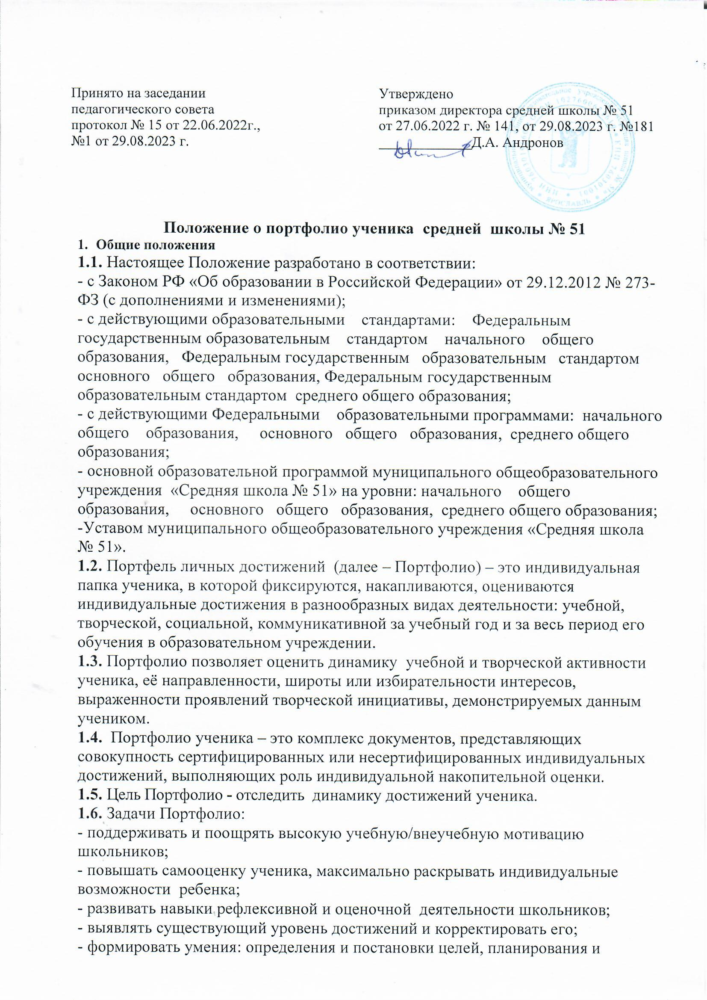 Принято на заседании
педагогического совета
протокол № 15 от 22.06.2022г.,
№1 от 29.08.2023 г.
Утверждено
приказом директора средней школы № 51
от 27.06.2022 г. № 141, от 29.08.2023 г. №181
______________Д.А. Андронов
ЯРОСЛАВЛЬ
Положение о портфолио ученика средней школы № 51
1. Общие положения
1.1. Настоящее Положение разработано в соответствии:
- с Законом РФ «Об образовании в Российской Федерации» от 29.12.2012 № 273-
ФЗ (с дополнениями и изменениями);
- с действующими образовательными стандартами: Федеральным
государственным образовательным стандартом начального общего
образования, Федеральным государственным образовательным стандартом
основного общего образования, Федеральным государственным
образовательным стандартом среднего общего образования;
- с действующими Федеральными образовательными программами: начального
общего образования, основного общего образования, среднего общего
образования;
- основной образовательной программой муниципального общеобразовательного
учреждения «Средняя школа № 51» на уровни: начального общего
образования, основного общего образования, среднего общего образования;
-Уставом муниципального общеобразовательного учреждения «Средняя школа
№ 51».
1.2. Портфель личных достижений (далее – Портфолио) – это индивидуальная
папка ученика, в которой фиксируются, накапливаются, оцениваются
индивидуальные достижения в разнообразных видах деятельности: учебной,
творческой, социальной, коммуникативной за учебный год и за весь период его
обучения в образовательном учреждении.
1.3. Портфолио позволяет оценить динамику учебной и творческой активности
ученика, её направленности, широты или избирательности интересов,
выраженности проявлений творческой инициативы, демонстрируемых данным
учеником.
1.4. Портфолио ученика – это комплекс документов, представляющих
совокупность сертифицированных или несертифицированных индивидуальных
достижений, выполняющих роль индивидуальной накопительной оценки.
1.5. Цель Портфолио - отследить динамику достижений ученика.
1.6. Задачи Портфолио:
- поддерживать и поощрять высокую учебную/внеучебную мотивацию
школьников;
- повышать самооценку ученика, максимально раскрывать индивидуальные
возможности ребенка;
- развивать навыки рефлексивной и оценочной деятельности школьников;
- выявлять существующий уровень достижений и корректировать его;
- формировать умения: определения и постановки целей, планирования и